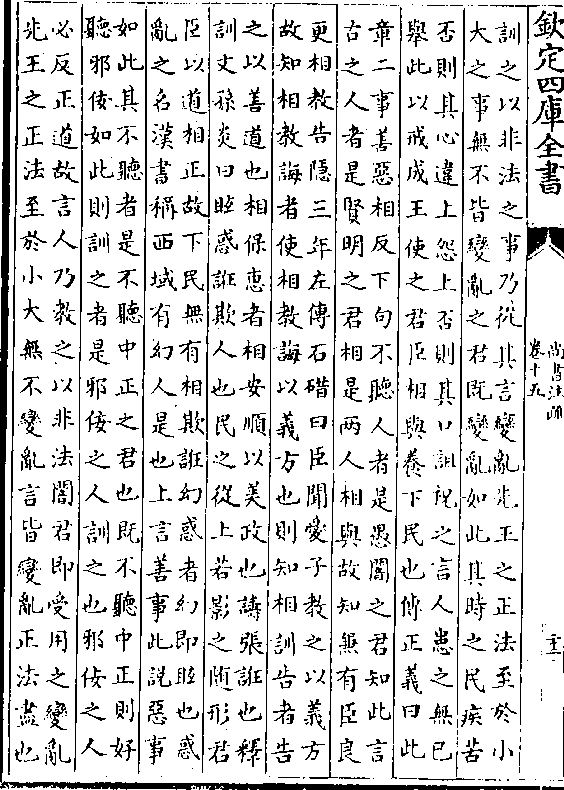 欽定四庫全書
尚書注疏
卷十五
訓之以非法之事乃從其言變亂先王之正法至於小
大之事無不皆變亂之君既變亂如此其時之民疾苦
否則其心違上怨上否則其口詛祝之言人患之無已
舉此以戒成王使之君臣相與養下民也傳正義曰此
章二事善惡相反下句不聽人者是愚闇之君知此言
古之人者是賢明之君相是兩人相與故知兼有臣良
更相教告隱三年左傳石碏曰臣聞愛子教之以義方
故知相教誨者使相教誨以義方也則知相訓告者告
之以善道也相保惠者相安順以美政也譸張誑也釋
訓文孫炎曰眩惑誑欺人也民之從上若影之随形君
臣以道相正故下民無有相欺誑幻惑者幻即眩也惑
亂之名漢書稱西域有幻人是也上言善事此説惡事
如此其不聽者是不聽中正之君也既不聽中正則好
聽邪佞如此則訓之者是邪佞之人訓之也邪佞之人
必反正道故言人乃教之以非法闇君即受用之變亂
先王之正法至於小大無不變亂言皆變亂正法盡也